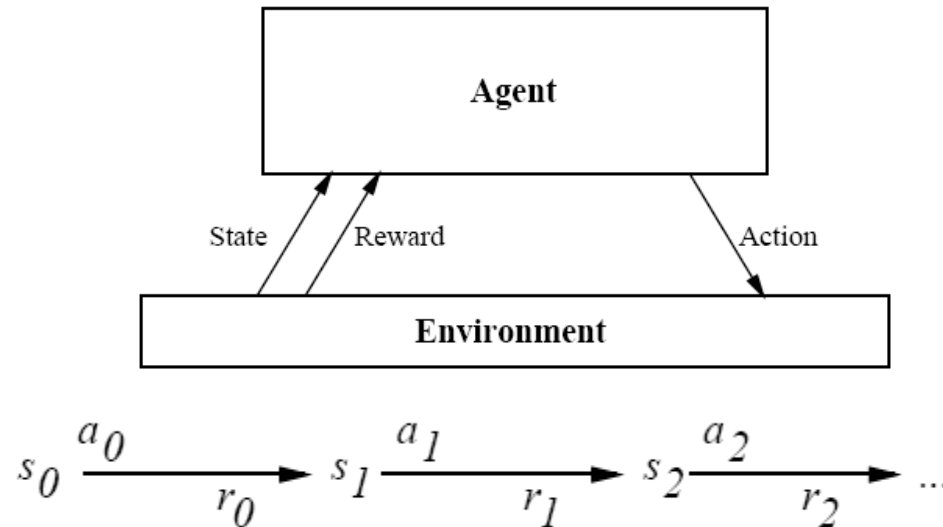 Agent
State Reward Action
Environment
a0 a1 a2
s0 s1 s2 ...
r0 r1 r2